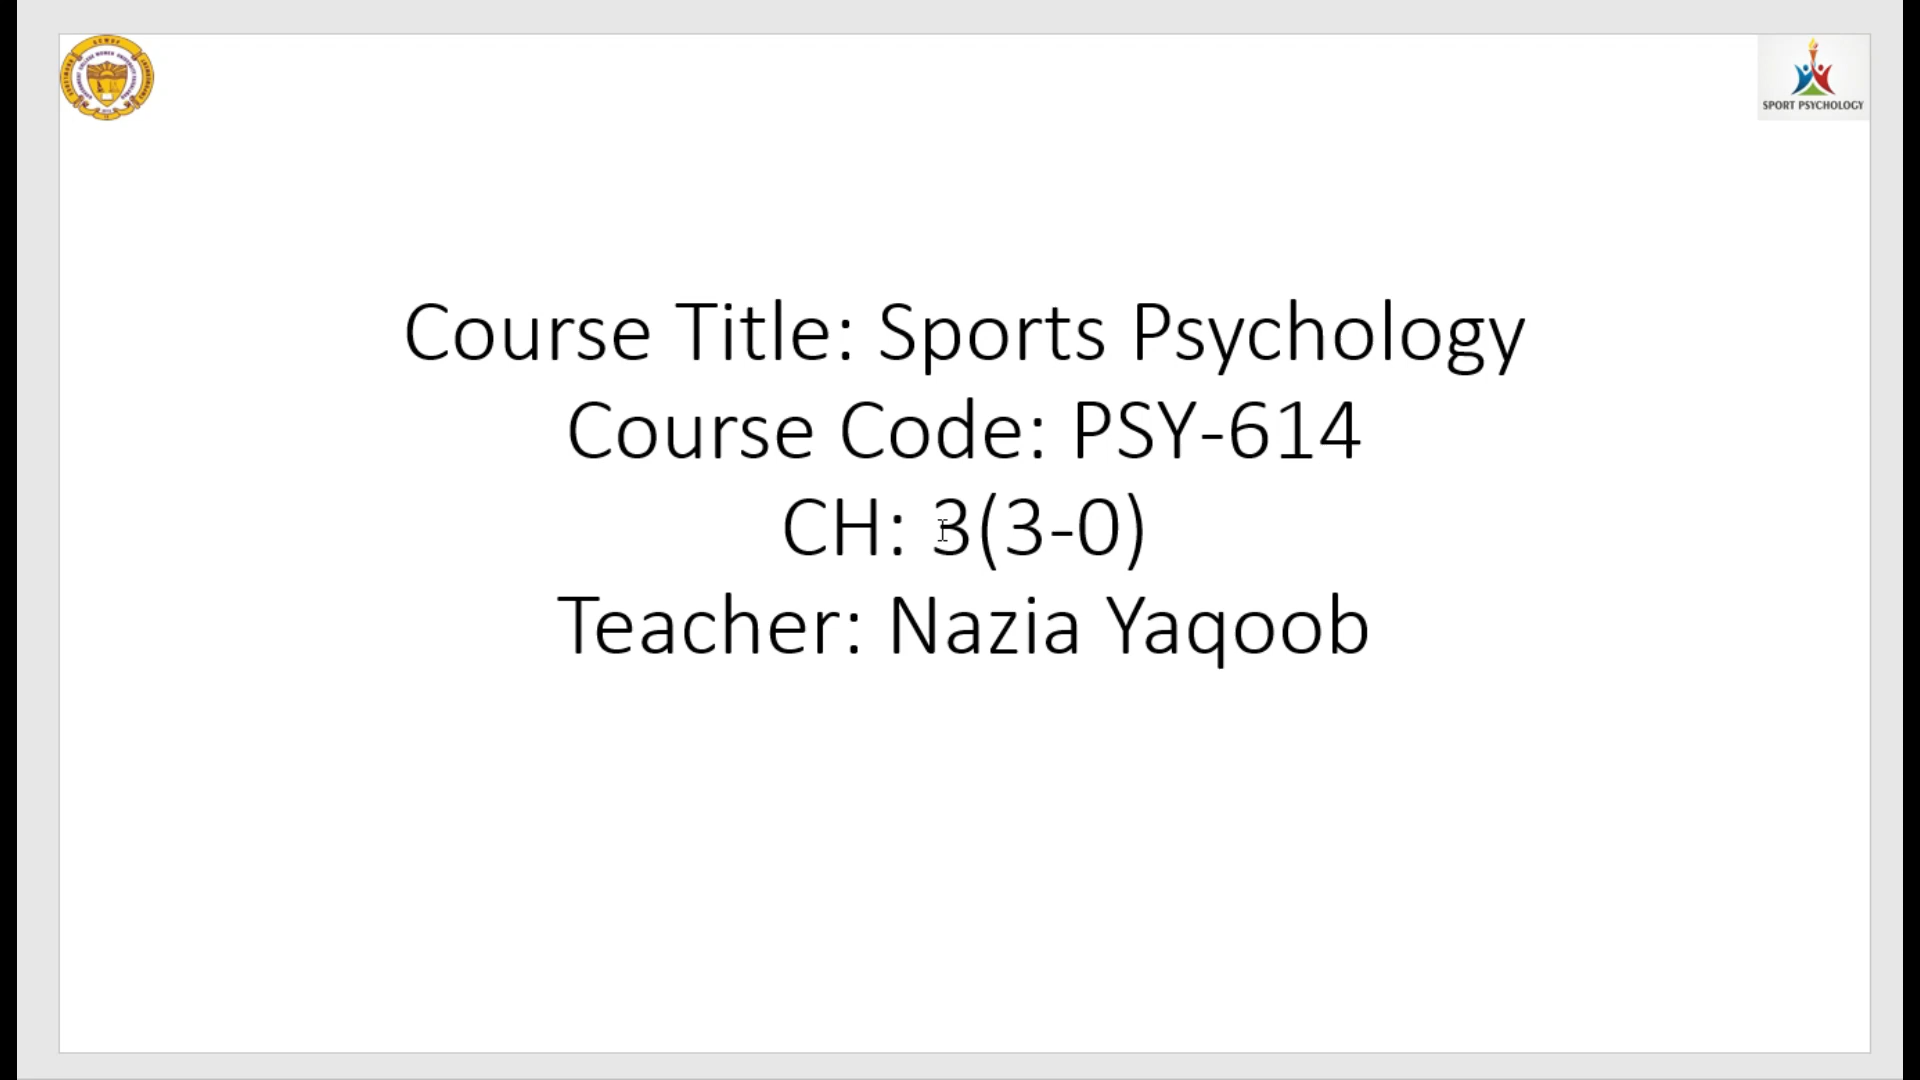 SPORT PSYCHOLOGY
Course Title: Sports Psychology
Course Code: PSY-614
CH: 3(3-0)
Teacher: Nazia Yaqoob